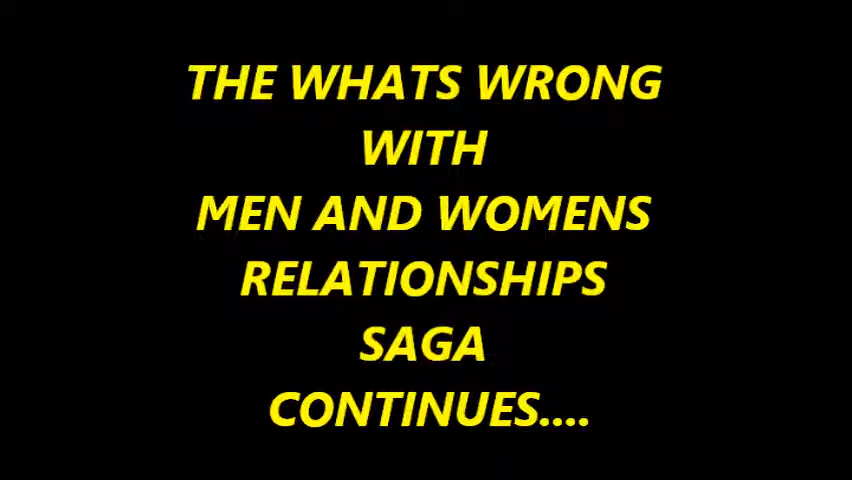 THE WHATS WRONG
WITH
MEN AND WOMENS
RELATIONSHIPS
SAGA
CONTINUES....